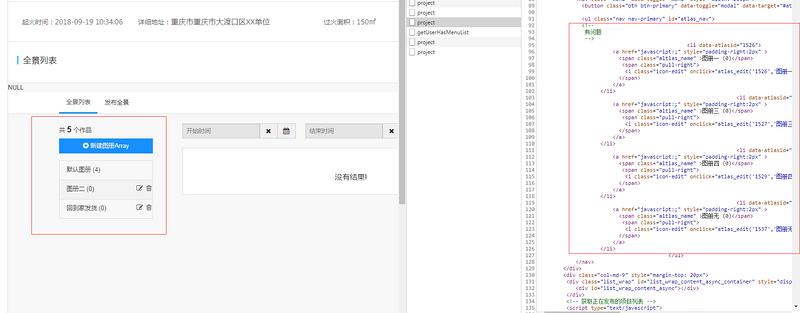 起火时间：2018-09-19 10:34:06 详细地址：重庆市重庆市大渡口区XX单位 过火面积：150㎡
全景列表
NULL
全景列表 发布全景
共 5 个作品
新建图册Array
默认图册 (4)
图册二 (0)
回到家发货 (0)
开始时间
结束时间
没有结果!
project
project
project
getUserHasMenuList
project
project
90 <button class="btn btn-primary" data-toggle="modal" data-target="#at
91
92 <ul class="nav nav-primary" id="atlas_nav">
93 <!--
94 有问题
95 -->
96 <li data-atlasid="1526">
97 <a href="javascript:;" style="padding-right:2px" >
98 <span class="altlas_name" >图册一 (0)</span>
99 <span class="pull-right">
100 <i class="icon-edit" onclick="atlas_edit('1526','图册一
101 </a>
102 </li>
103 <li data-atlasid="
104 <a href="javascript:;" style="padding-right:2px" >
105 <span class="altlas_name" >图册三 (0)</span>
106 <span class="pull-right">
107 <i class="icon-edit" onclick="atlas_edit('1527','图册三
108 </a>
109 </li>
110 <li data-atlasid="
111 <a href="javascript:;" style="padding-right:2px" >
112 <span class="altlas_name" >图册四 (0)</span>
113 <span class="pull-right">
114 <i class="icon-edit" onclick="atlas_edit('1529','图册四
115 </a>
116 </li>
117 <li data-atlasid="
118 <a href="javascript:;" style="padding-right:2px" >
119 <span class="altlas_name" >图册无 (0)</span>
120 <span class="pull-right">
121 <i class="icon-edit" onclick="atlas_edit('1537','图册无
122 </a>
123 </li>
124 </ul>
125 </nav>
126 </div>
127 <div class="col-md-9" style="margin-top: 20px">
128 <div class="list_wrap" id="list_wrap_content_async_container" style="disp
129 <div id="list_wrap_content_async"></div>
130 </div>
131 <!-- 获取正在发布的项目列表 -->
132 <script type="text/javascript">